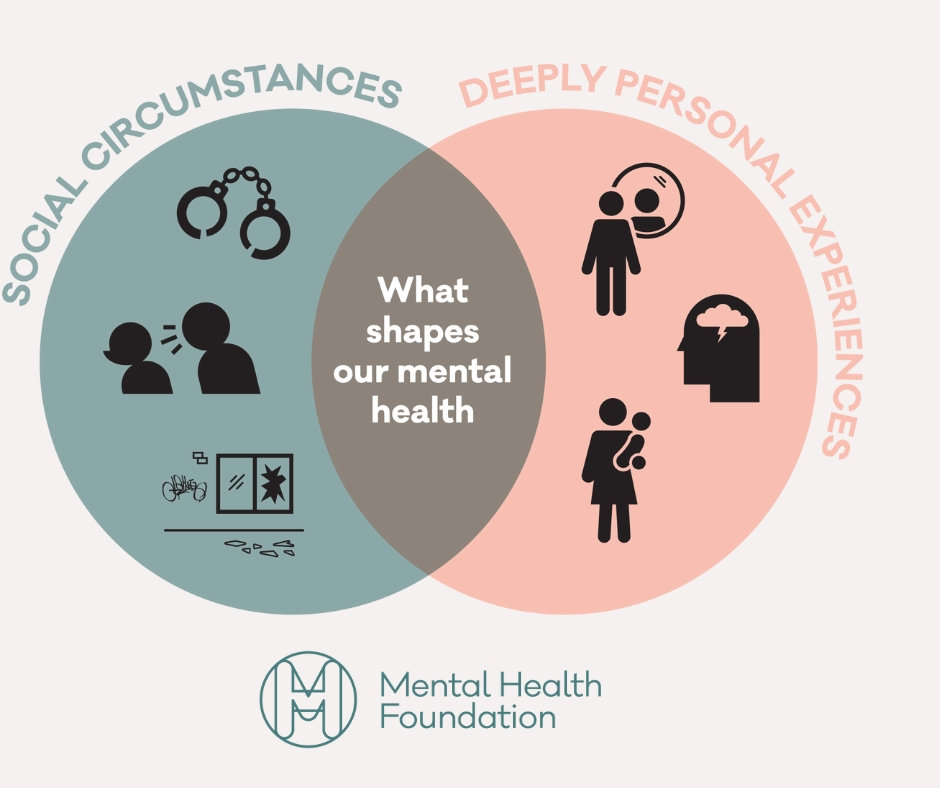 SOCIAL CIRCUMSTANCES
DEEPLY PERSONAL EXPERIENCES
What
shapes
our mental
health
Mental Health
Foundation